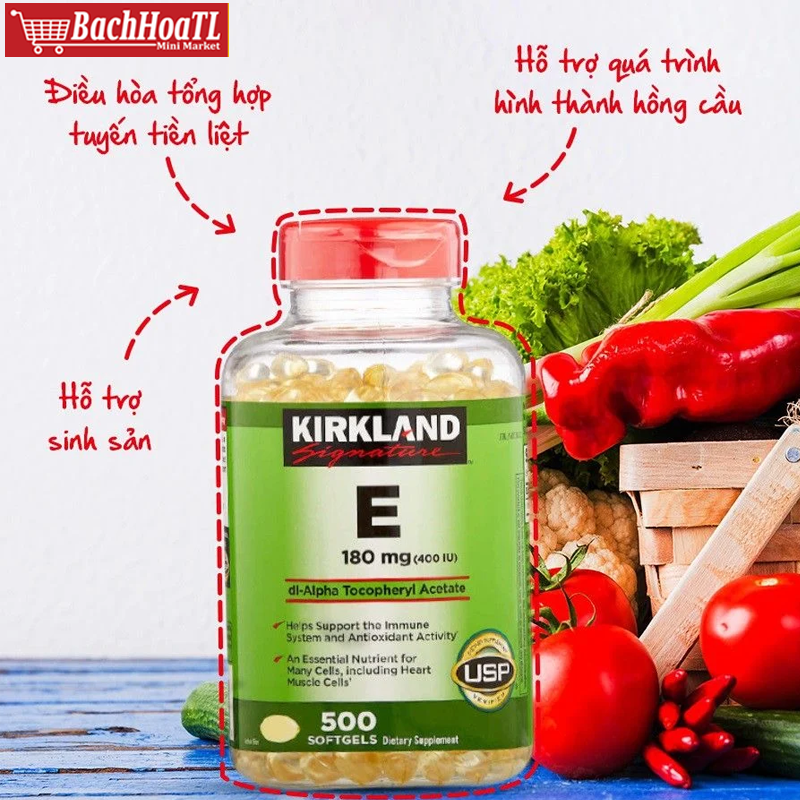 BachHoaTL
Mini Market
Điều hòa tổng hợp
tuyến tiền liệt
Hỗ trợ quá trình
hình thành hồng cầu
Hỗ trợ
sinh sản
KIRKLAND
Signature
E
180 mg (400 IU)
dl-Alpha Tocopheryl Acetate
Helps Support the Immune
System and Antioxidant Activity
An Essential Nutrient for
Many Cells, including Heart
Muscle Cells
USP
VERIFIED
500
SOFTGELS Dietary Supplement